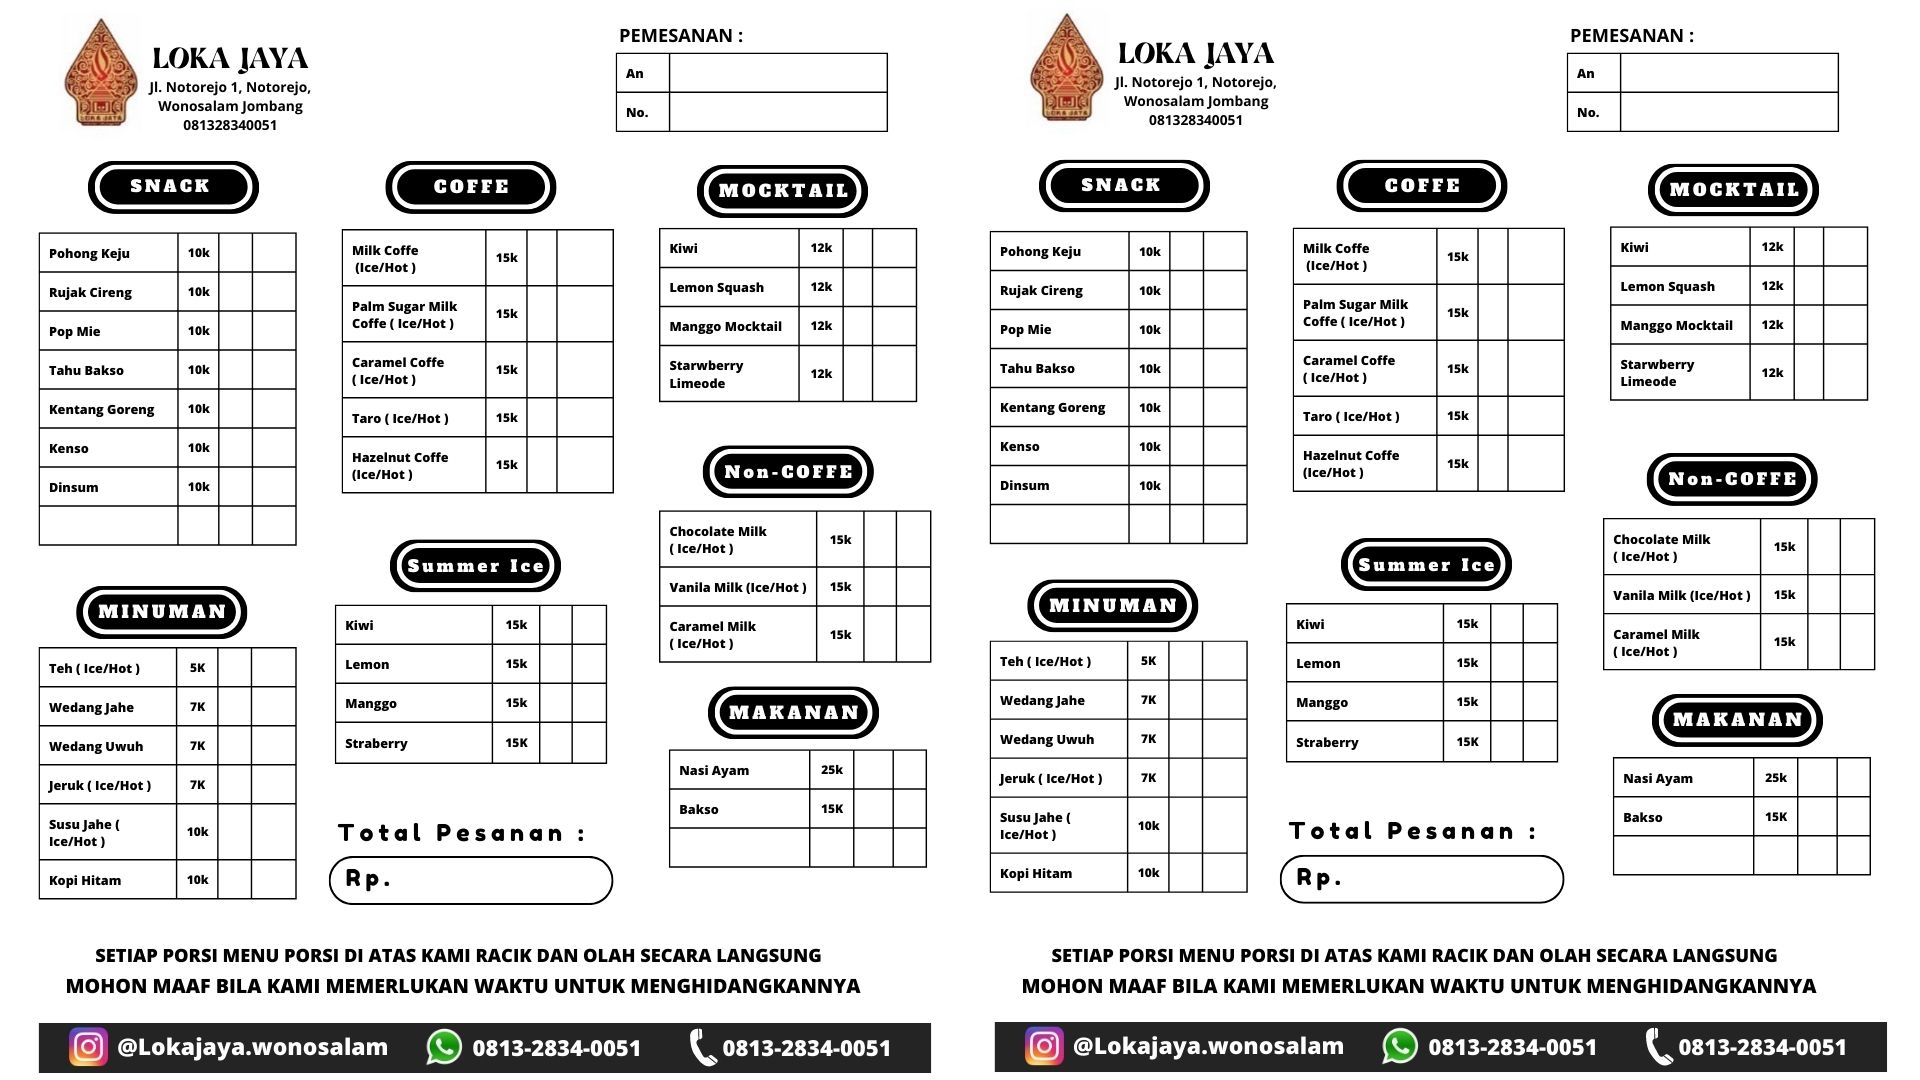 LOKA JAYA
Jl. Notorejo 1, Notorejo,
Wonosalam Jombang
081328340051
LOKA JAYA
PEMESANAN :
An
No.
SNACK
Pohong Keju 10k
Rujak Cireng 10k
Pop Mie 10k
Tahu Bakso 10k
Kentang Goreng 10k
Kenso 10k
Dinsum 10k
MINUMAN
Teh ( Ice/Hot ) 5K
Wedang Jahe 7K
Wedang Uwuh 7K
Jeruk ( Ice/Hot ) 7K
Susu Jahe (
Ice/Hot ) 10k
Kopi Hitam 10k
COFFE
Milk Coffe
(Ice/Hot ) 15k
Palm Sugar Milk
Coffe ( Ice/Hot ) 15k
Caramel Coffe
( Ice/Hot ) 15k
Taro ( Ice/Hot ) 15k
Hazelnut Coffe
(Ice/Hot ) 15k
Summer Ice
Kiwi 15k
Lemon 15k
Manggo 15k
Straberry 15K
Total Pesanan :
Rp.
MOCKTAIL
Kiwi 12k
Lemon Squash 12k
Manggo Mocktail 12k
Starwberry
Limeode 12k
Non-COFFE
Chocolate Milk
( Ice/Hot ) 15k
Vanila Milk (Ice/Hot ) 15k
Caramel Milk
( Ice/Hot ) 15k
MAKANAN
Nasi Ayam 25k
Bakso 15K
SETIAP PORSI MENU PORSI DI ATAS KAMI RACIK DAN OLAH SECARA LANGSUNG
MOHON MAAF BILA KAMI MEMERLUKAN WAKTU UNTUK MENGHIDANGKANNYA
@Lokajaya.wonosalam 0813-2834-0051 0813-2834-0051
LOKA JAYA
Jl. Notorejo 1, Notorejo,
Wonosalam Jombang
081328340051
LOKA JAYA
PEMESANAN :
An
No.
SNACK
Pohong Keju 10k
Rujak Cireng 10k
Pop Mie 10k
Tahu Bakso 10k
Kentang Goreng 10k
Kenso 10k
Dinsum 10k
MINUMAN
Teh ( Ice/Hot ) 5K
Wedang Jahe 7K
Wedang Uwuh 7K
Jeruk ( Ice/Hot ) 7K
Susu Jahe (
Ice/Hot ) 10k
Kopi Hitam 10k
COFFE
Milk Coffe
(Ice/Hot ) 15k
Palm Sugar Milk
Coffe ( Ice/Hot ) 15k
Caramel Coffe
( Ice/Hot ) 15k
Taro ( Ice/Hot ) 15k
Hazelnut Coffe
(Ice/Hot ) 15k
Summer Ice
Kiwi 15k
Lemon 15k
Manggo 15k
Straberry 15K
Total Pesanan :
Rp.
MOCKTAIL
Kiwi 12k
Lemon Squash 12k
Manggo Mocktail 12k
Starwberry
Limeode 12k
Non-COFFE
Chocolate Milk
( Ice/Hot ) 15k
Vanila Milk (Ice/Hot ) 15k
Caramel Milk
( Ice/Hot ) 15k
MAKANAN
Nasi Ayam 25k
Bakso 15K
SETIAP PORSI MENU PORSI DI ATAS KAMI RACIK DAN OLAH SECARA LANGSUNG
MOHON MAAF BILA KAMI MEMERLUKAN WAKTU UNTUK MENGHIDANGKANNYA
@Lokajaya.wonosalam 0813-2834-0051 0813-2834-0051